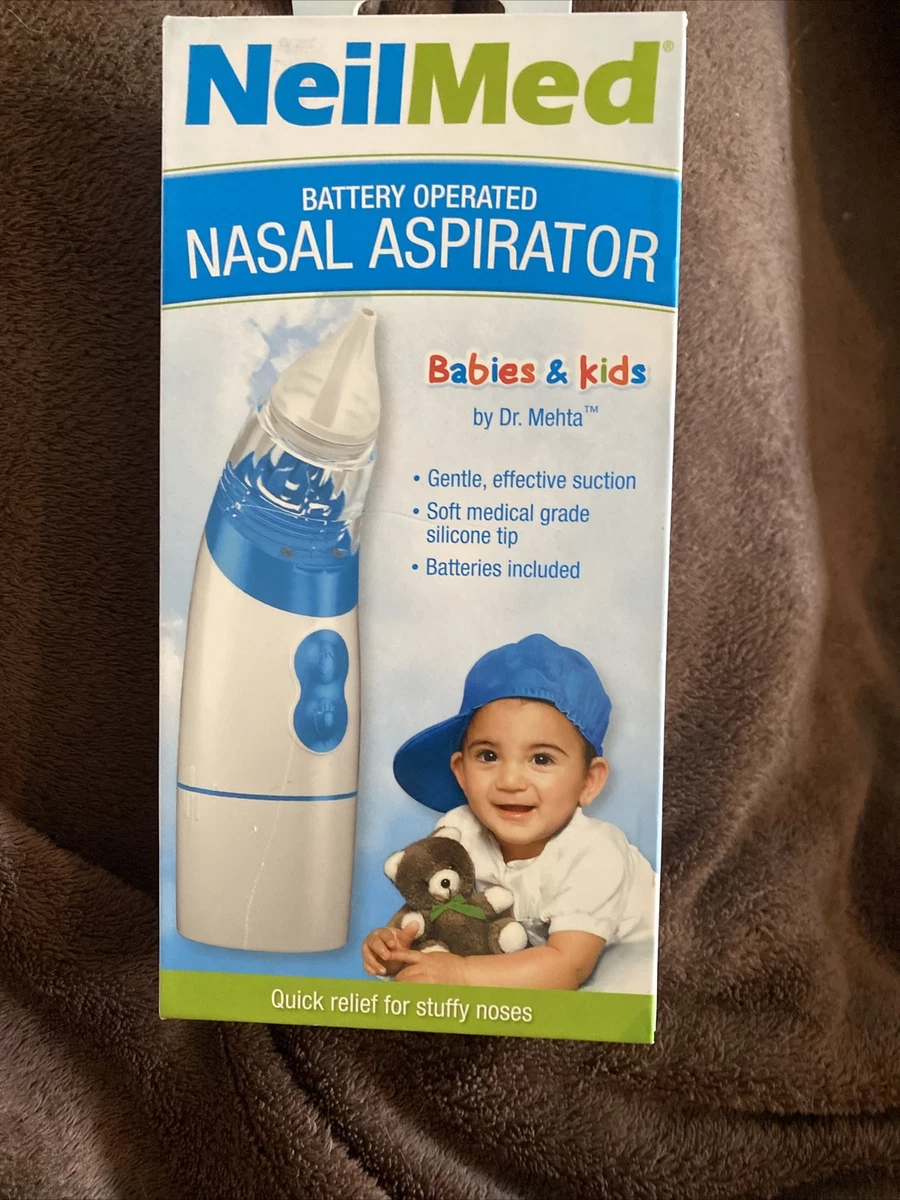 NeilMed®
BATTERY OPERATED
NASAL ASPIRATOR
Babies & kids
by Dr. Mehta™
• Gentle, effective suction
• Soft medical grade
silicone tip
• Batteries included
Quick relief for stuffy noses